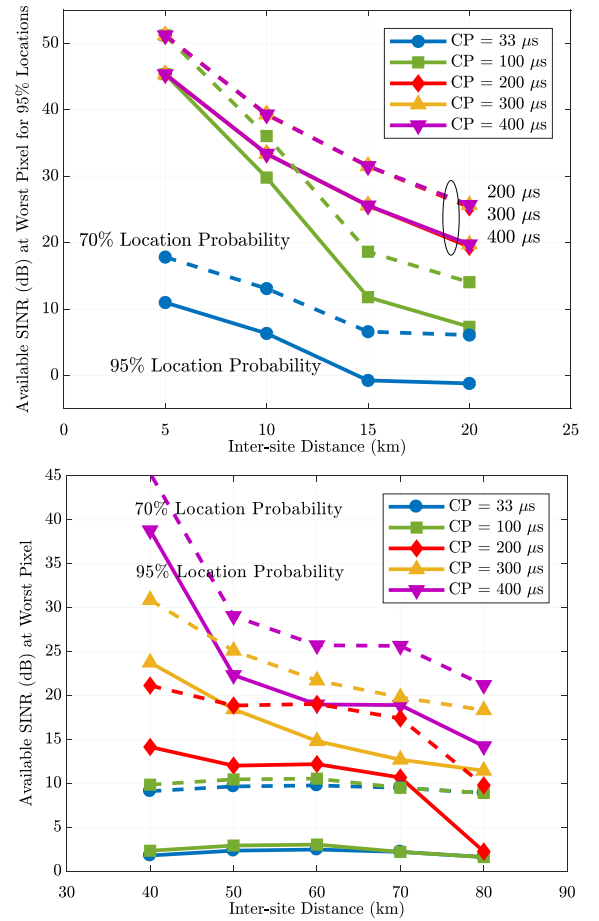 50
40
30
20
10
0
0
5
10
15
20
25
Available SINR (dB) at Worst Pixel for 95% Locations
Inter-site Distance (km)
CP = 33 μs
CP = 100 μs
CP = 200 μs
CP = 300 μs
CP = 400 μs
200 μs
300 μs
400 μs
70% Location Probability
95% Location Probability
45
40
35
30
25
20
15
10
5
0
30
40
50
60
70
80
90
Available SINR (dB) at Worst Pixel
Inter-site Distance (km)
70% Location Probability
95% Location Probability
CP = 33 μs
CP = 100 μs
CP = 200 μs
CP = 300 μs
CP = 400 μs